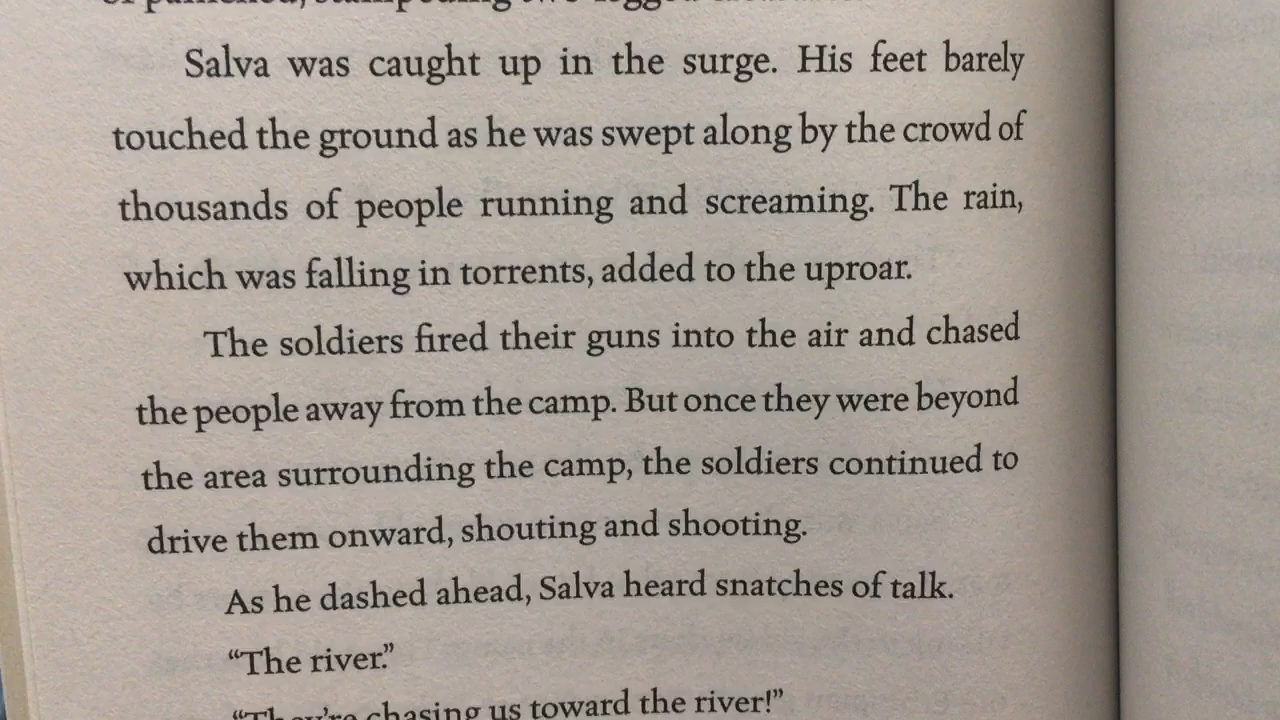 Salva was caught up in the surge. His feet barely
touched the ground as he was swept along by the crowd of
thousands of people running and screaming. The rain,
which was falling in torrents, added to the uproar.
The soldiers fired their guns into the air and chased
the people away from the camp. But once they were beyond
the area surrounding the camp, the soldiers continued to
drive them onward, shouting and shooting.
As he dashed ahead, Salva heard snatches of talk.
“The river.”
“They’re chasing us toward the river!”